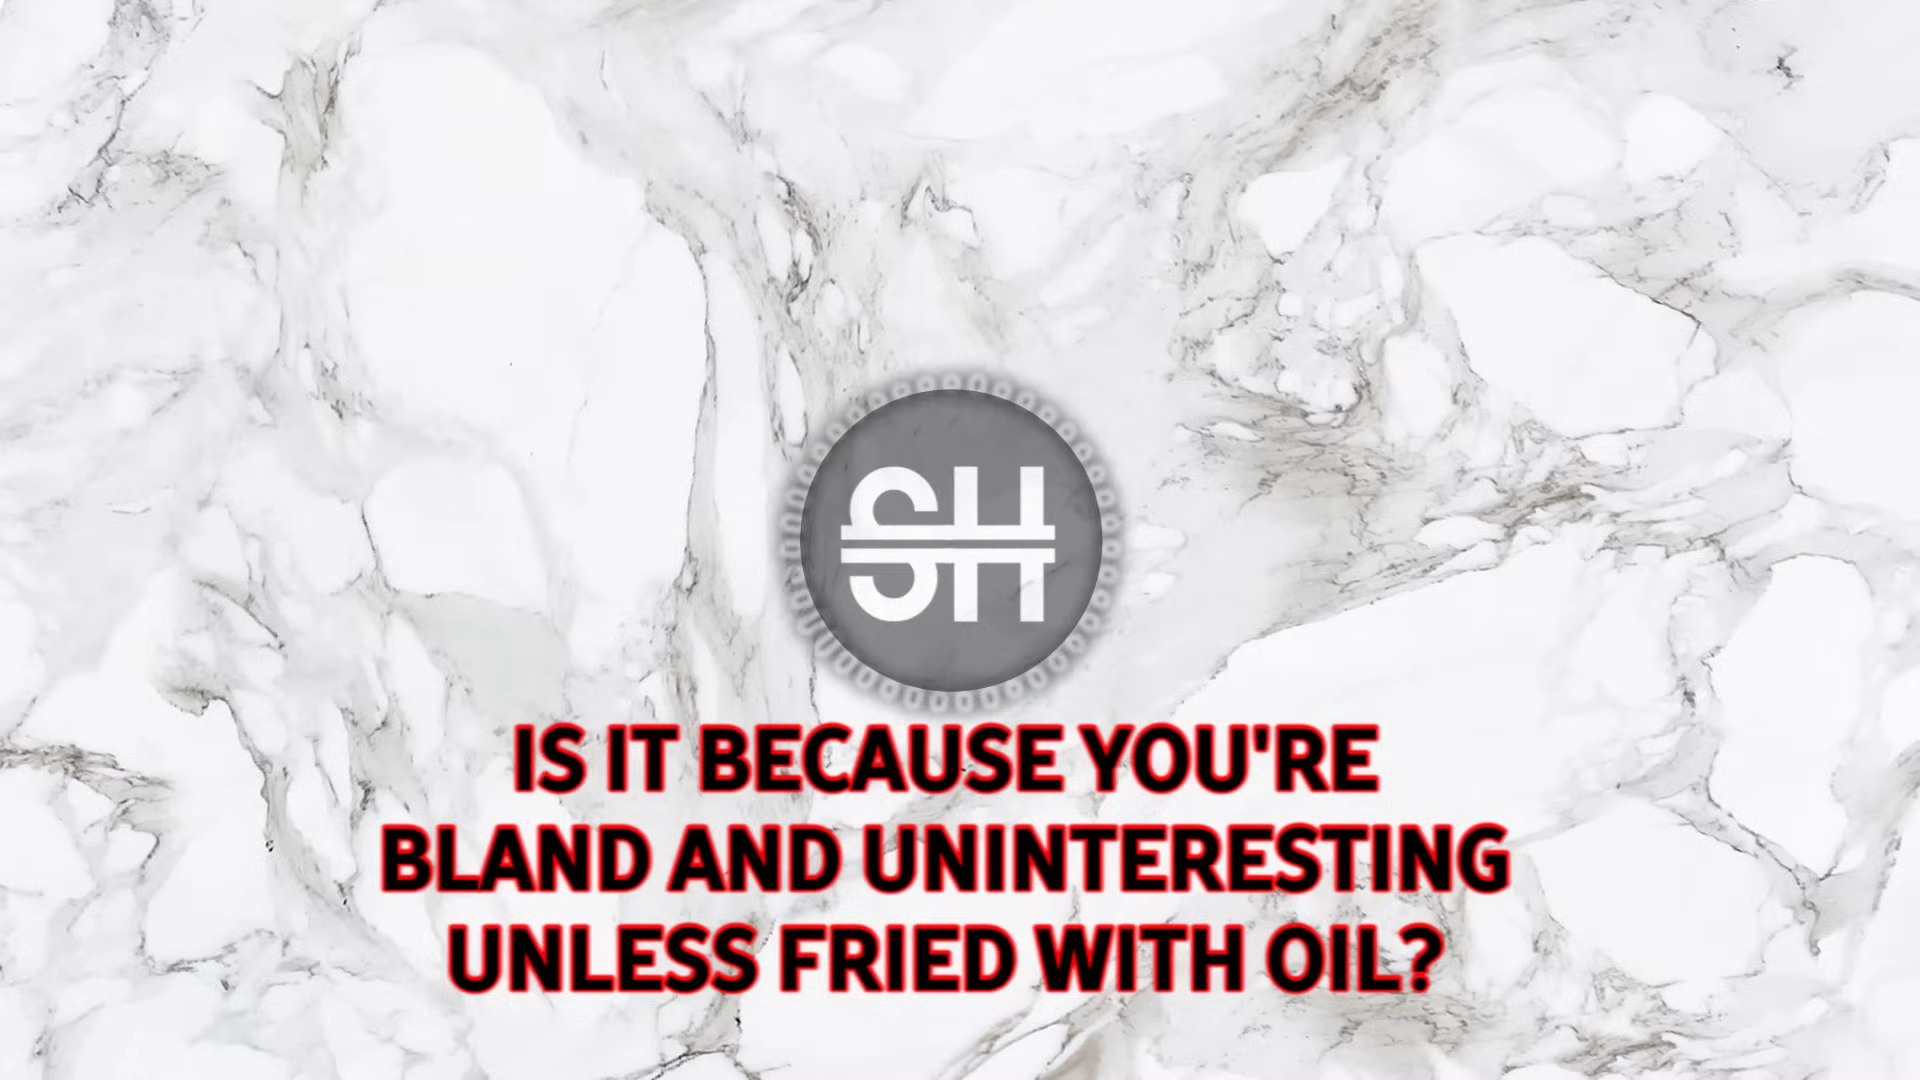 SH
IS IT BECAUSE YOU'RE
BLAND AND UNINTERESTING
UNLESS FRIED WITH OIL?